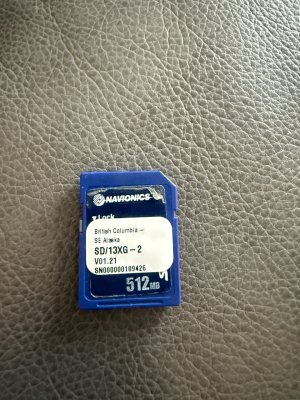 NAVIONICS
Lock
British Columbia -
SE Alaska
SD/13XG-2
V01.21
SN000000109426
512MB